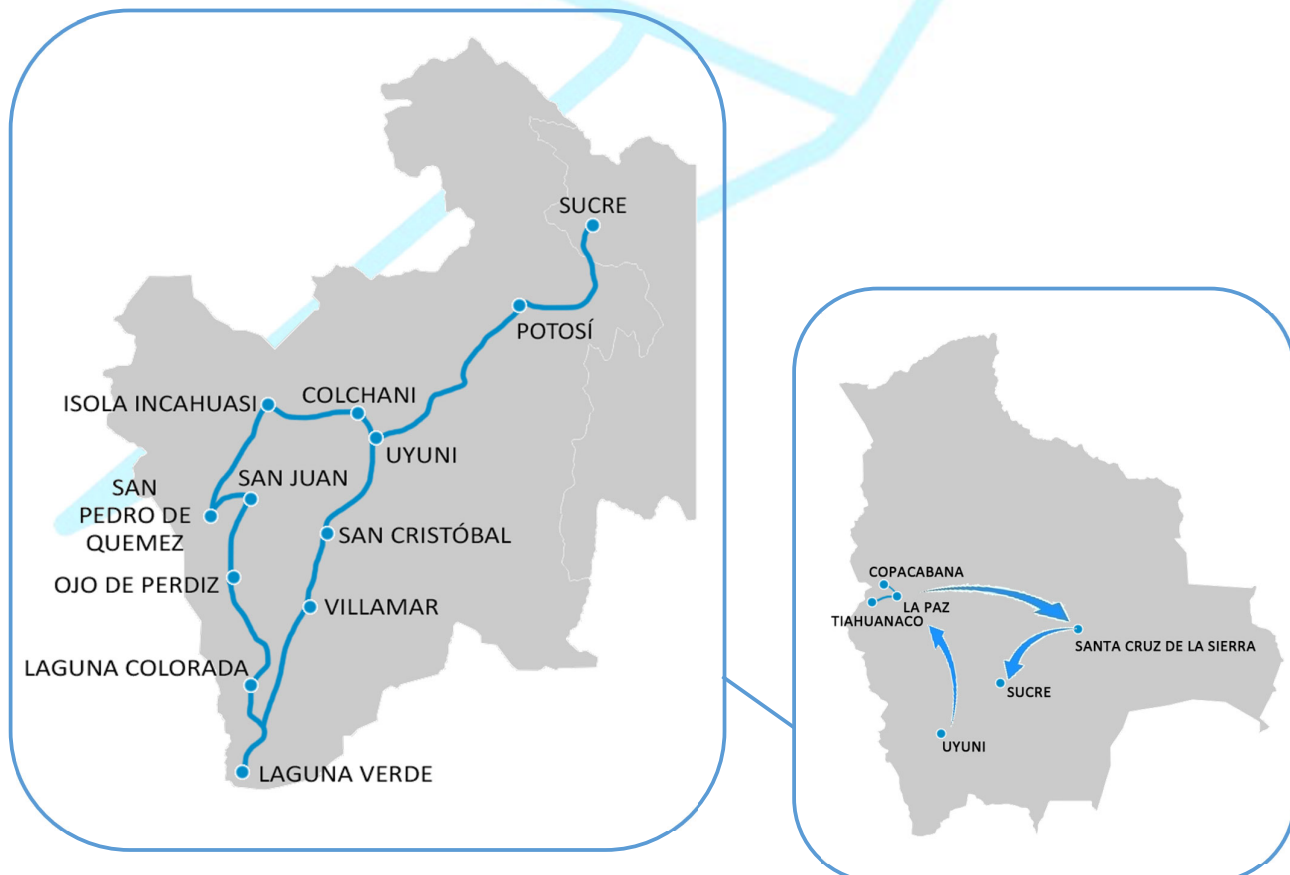 SUCRE
POTOSÍ
ISOLA INCAHUASI
COLCHANI
UYUNI
SAN JUAN
SAN
PEDRO DE
QUEMEZ
SAN CRISTÓBAL
OJO DE PERDIZ
VILLAMAR
LAGUNA COLORADA
LAGUNA VERDE
COPACABANA
LA PAZ
TIAHUANACO
SANTA CRUZ DE LA SIERRA
SUCRE
UYUNI